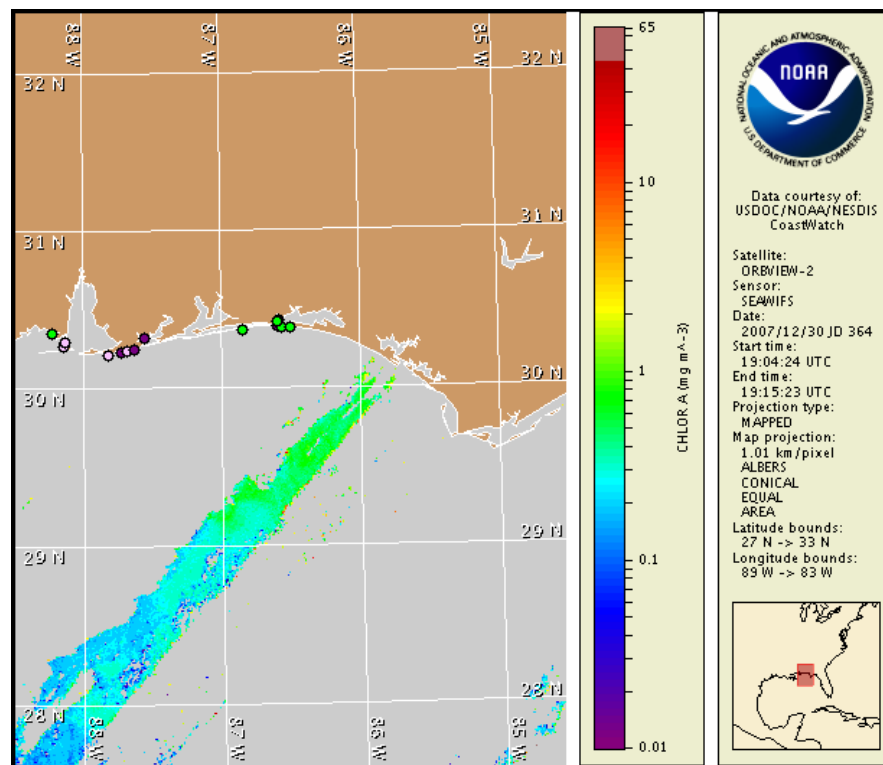 88 W
87 W
86 W
85 W
32 N
32 N
31 N
31 N
30 N
30 N
29 N
29 N
28 N
28 N
88 W
87 W
86 W
85 W
65
10
1
0.1
0.01
CHLOR A (mg m^-3)
NATIONAL OCEANIC AND ATMOSPHERIC ADMINISTRATION
NOAA
U.S. DEPARTMENT OF COMMERCE
Data courtesy of:
USDOC/NOAA/NESDIS
CoastWatch
Satellite:
ORBVIEW-2
Sensor:
SEAWIFS
Date:
2007/12/30 JD 364
Start time:
19:04:24 UTC
End time:
19:15:23 UTC
Projection type:
MAPPED
Map projection:
1.01 km/pixel
ALBERS
CONICAL
EQUAL
AREA
Latitude bounds:
27 N -> 33 N
Longitude bounds:
89 W -> 83 W